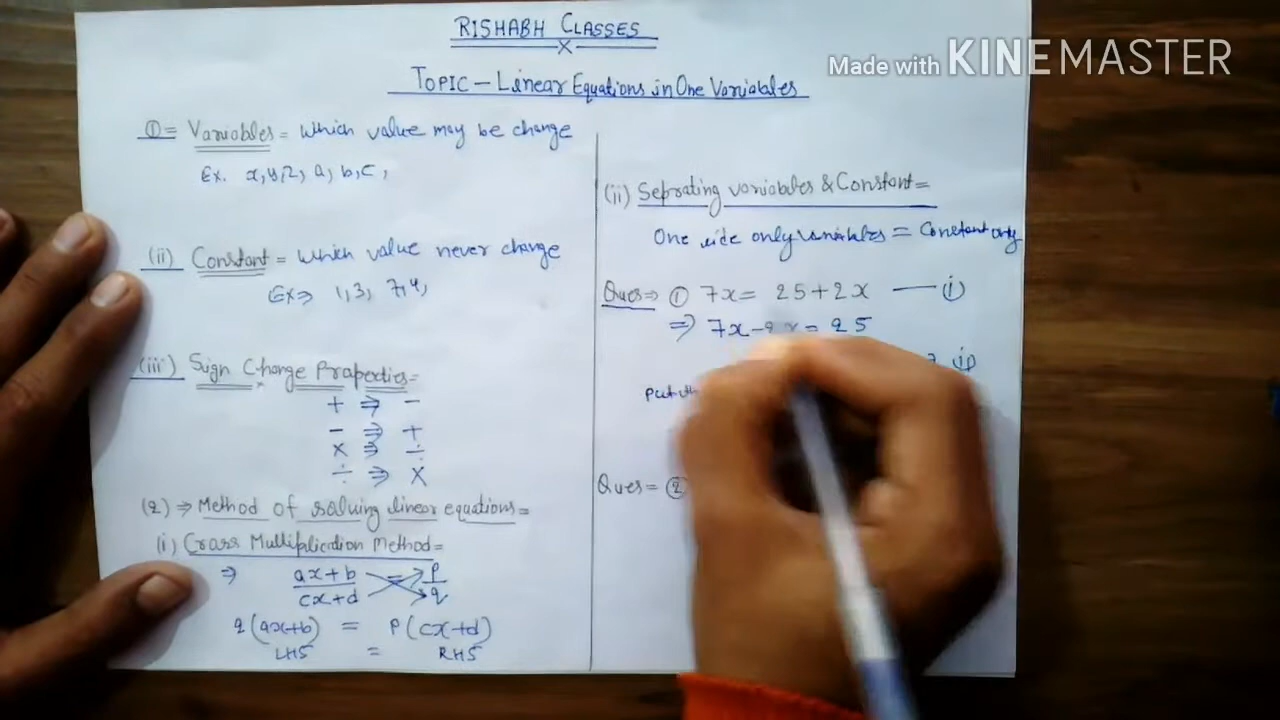 RISHABH CLASSES
x
TOPIC - Linear Equations in One Variables
Made with KINEMASTER
① = Variables = which value may be change
Ex. x, y, z, a, b, c,
(ii) Constant = which value never change
Ex ⇒ 1, 3, 7, 4,
(iii) Sign Change Properties =
+ ⇒ -
- ⇒ +
× ⇒ ÷
÷ ⇒ ×
(2) ⇒ Method of solving linear equations =
(i) Cross Multiplication Method =
⇒ ax+b = p
cx+d q
q(ax+b) = p(cx+d)
LHS = RHS
(ii) Seprating variables & Constant =
One side only variables = Constant only
Ques ⇒ ① 7x = 25+2x — (i)
⇒ 7x-2x = 25
Put
Ques = ②